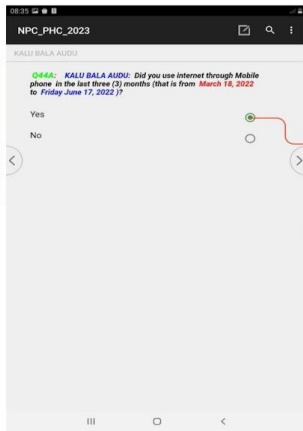 08:35
NPC_PHC_2023
KALU BALA AUDU
Q44A: KALU BALA AUDU: Did you use internet through Mobile
phone in the last three (3) months (that is from March 18, 2022
to Friday June 17, 2022 )?
Yes
No